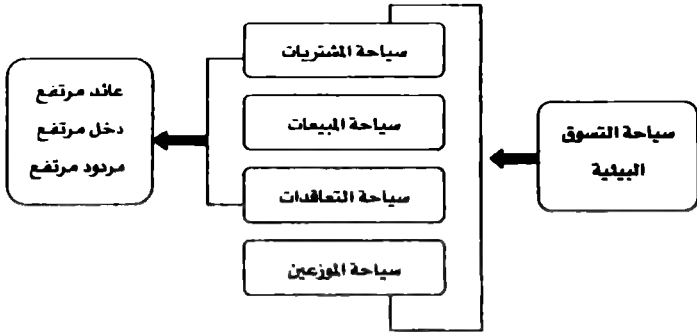 سياحة التسوق
البيئية
سياحة المشتريات
سياحة المبيعات
سياحة التعاقدات
سياحة الموزعين
عائد مرتفع
دخل مرتفع
مردود مرتفع